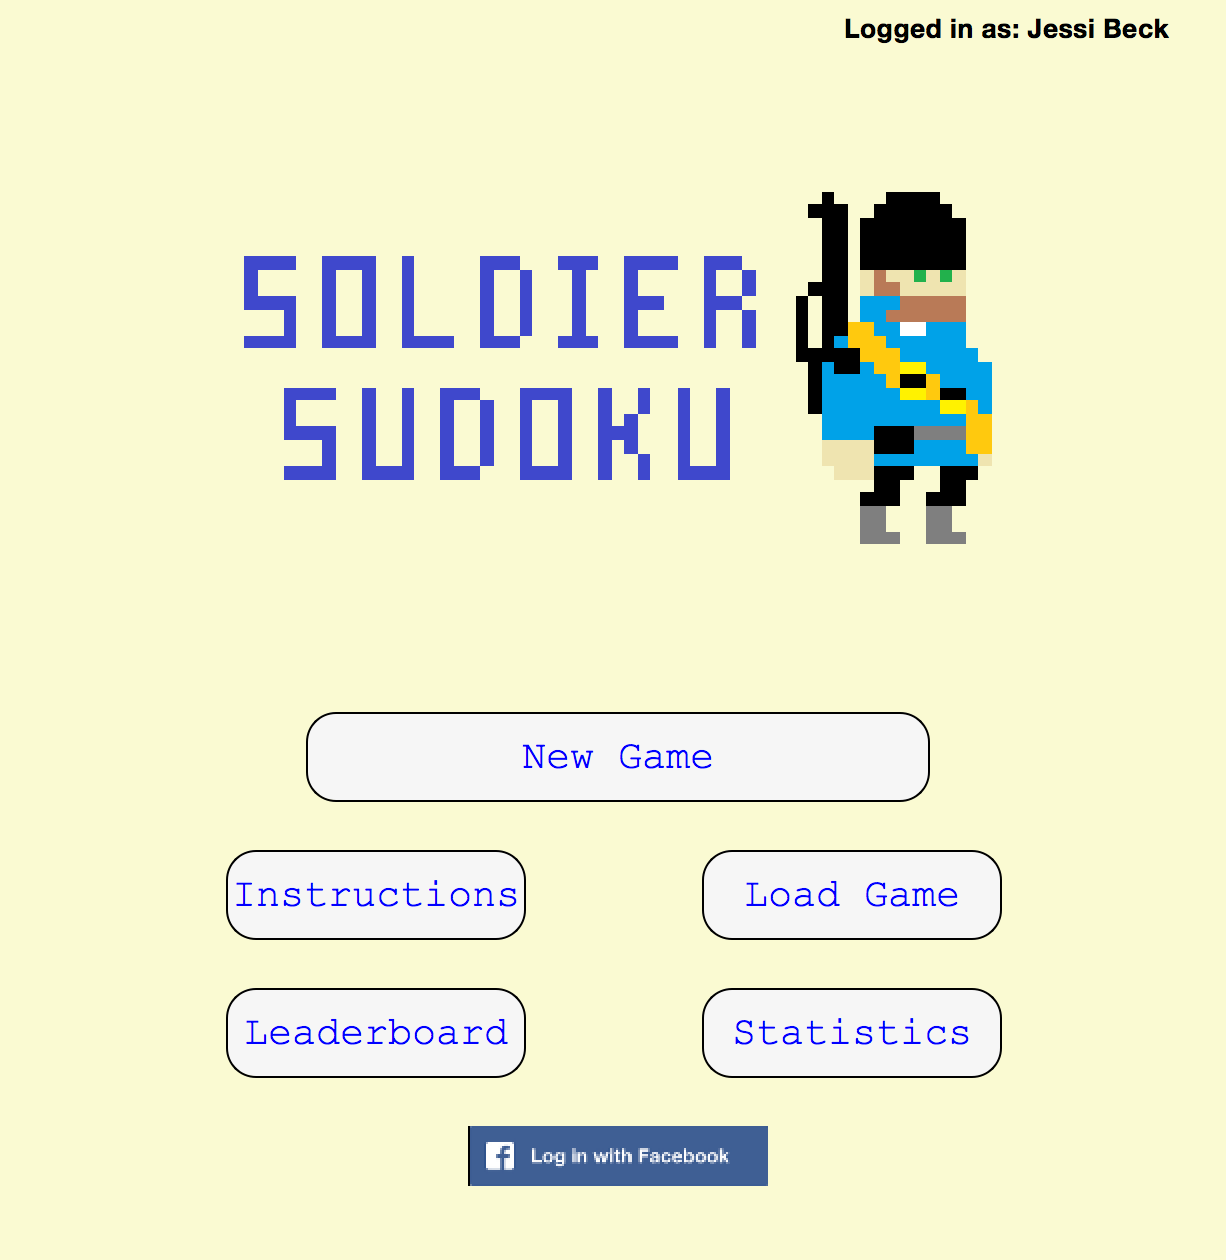 Logged in as: Jessi Beck
SOLDIER
SUDOKU
New Game
Instructions
Load Game
Leaderboard
Statistics
Log in with Facebook